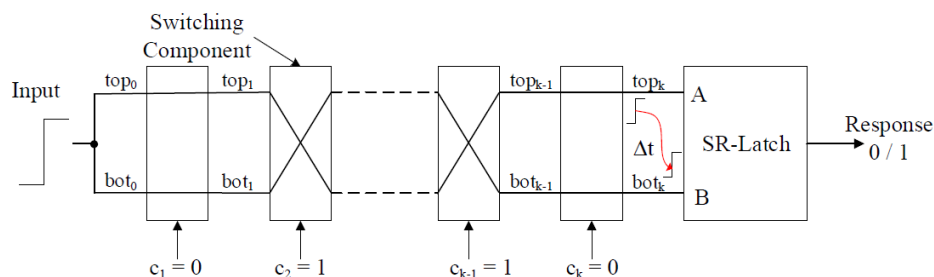 Switching
Component
Input
top₀
top₁
topₖ₋₁
topₖ
A
Δt
SR-Latch
Response
0 / 1
bot₀
bot₁
botₖ₋₁
botₖ
B
c₁ = 0
c₂ = 1
cₖ₋₁ = 1
cₖ = 0